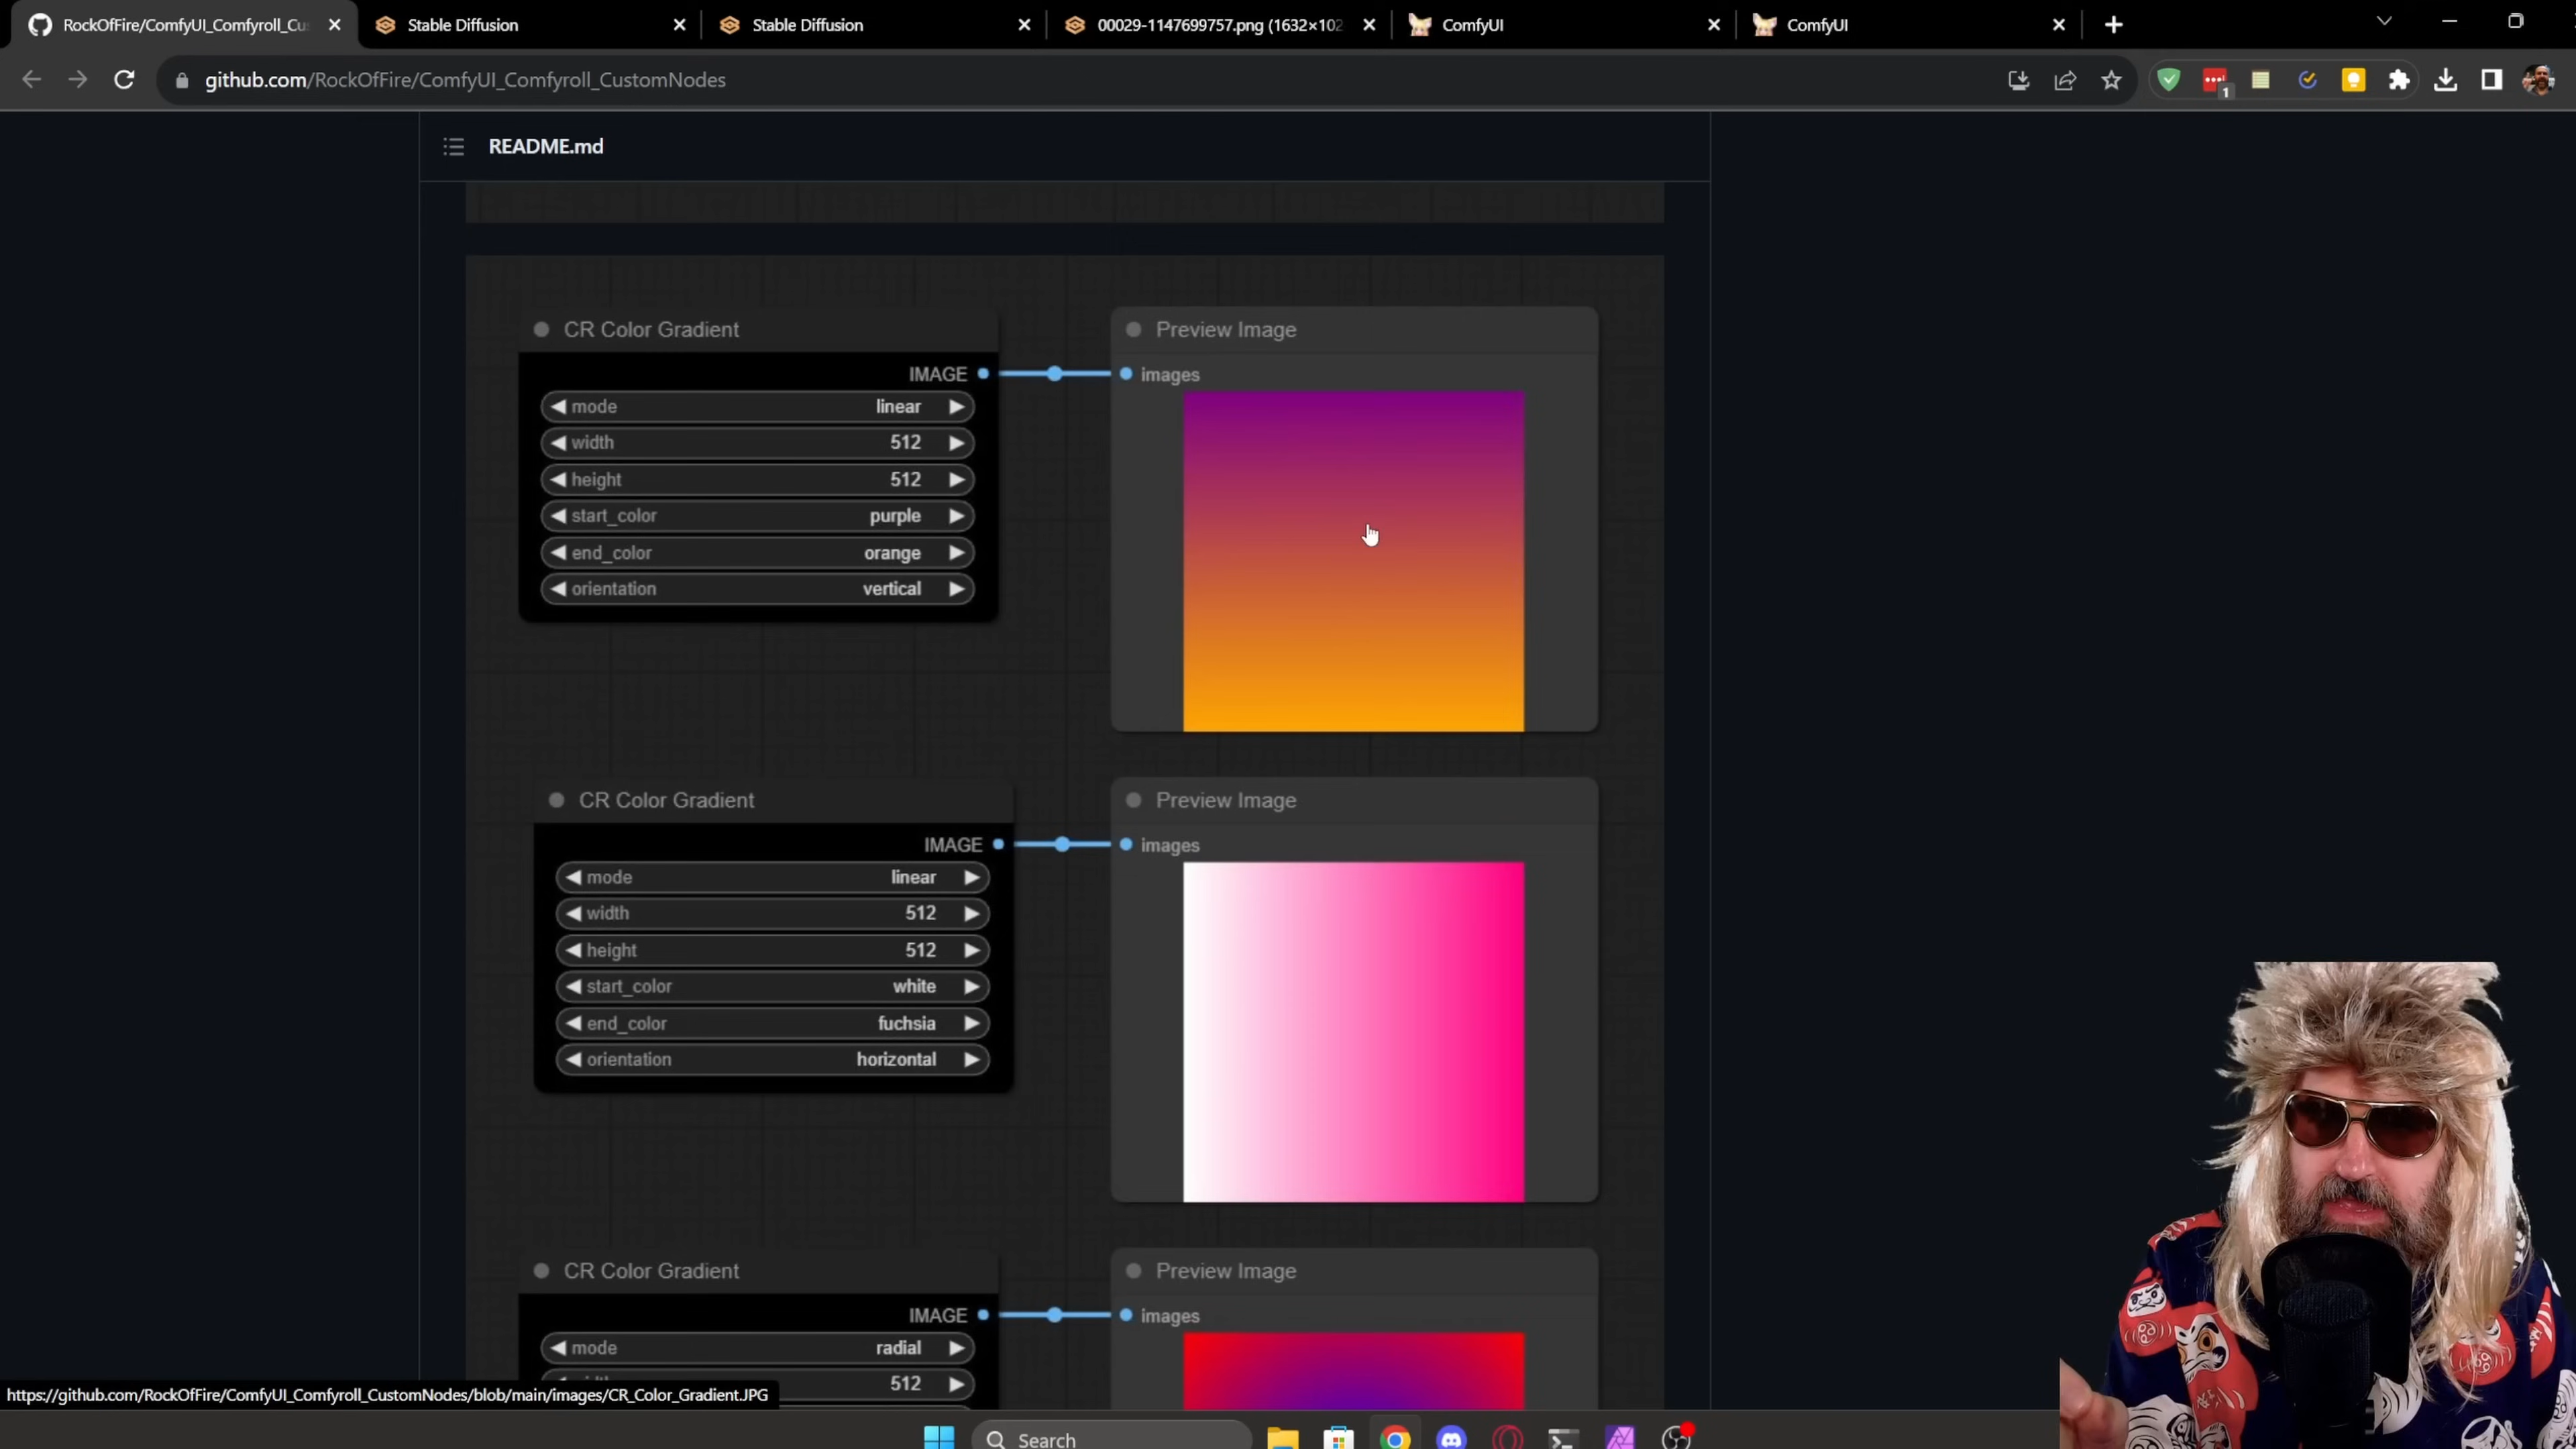 RockOfFire/ComfyUI_Comfyroll_Cu
Stable Diffusion
Stable Diffusion
00029-1147699757.png (1632×102
ComfyUI
ComfyUI
github.com/RockOfFire/ComfyUI_Comfyroll_CustomNodes
1
README.md
CR Color Gradient
IMAGE
mode linear
width 512
height 512
start_color purple
end_color orange
orientation vertical
Preview Image
images
CR Color Gradient
IMAGE
mode linear
width 512
height 512
start_color white
end_color fuchsia
orientation horizontal
Preview Image
images
CR Color Gradient
IMAGE
mode radial
512
Preview Image
images
https://github.com/RockOfFire/ComfyUI_Comfyroll_CustomNodes/blob/main/images/CR_Color_Gradient.JPG
Search